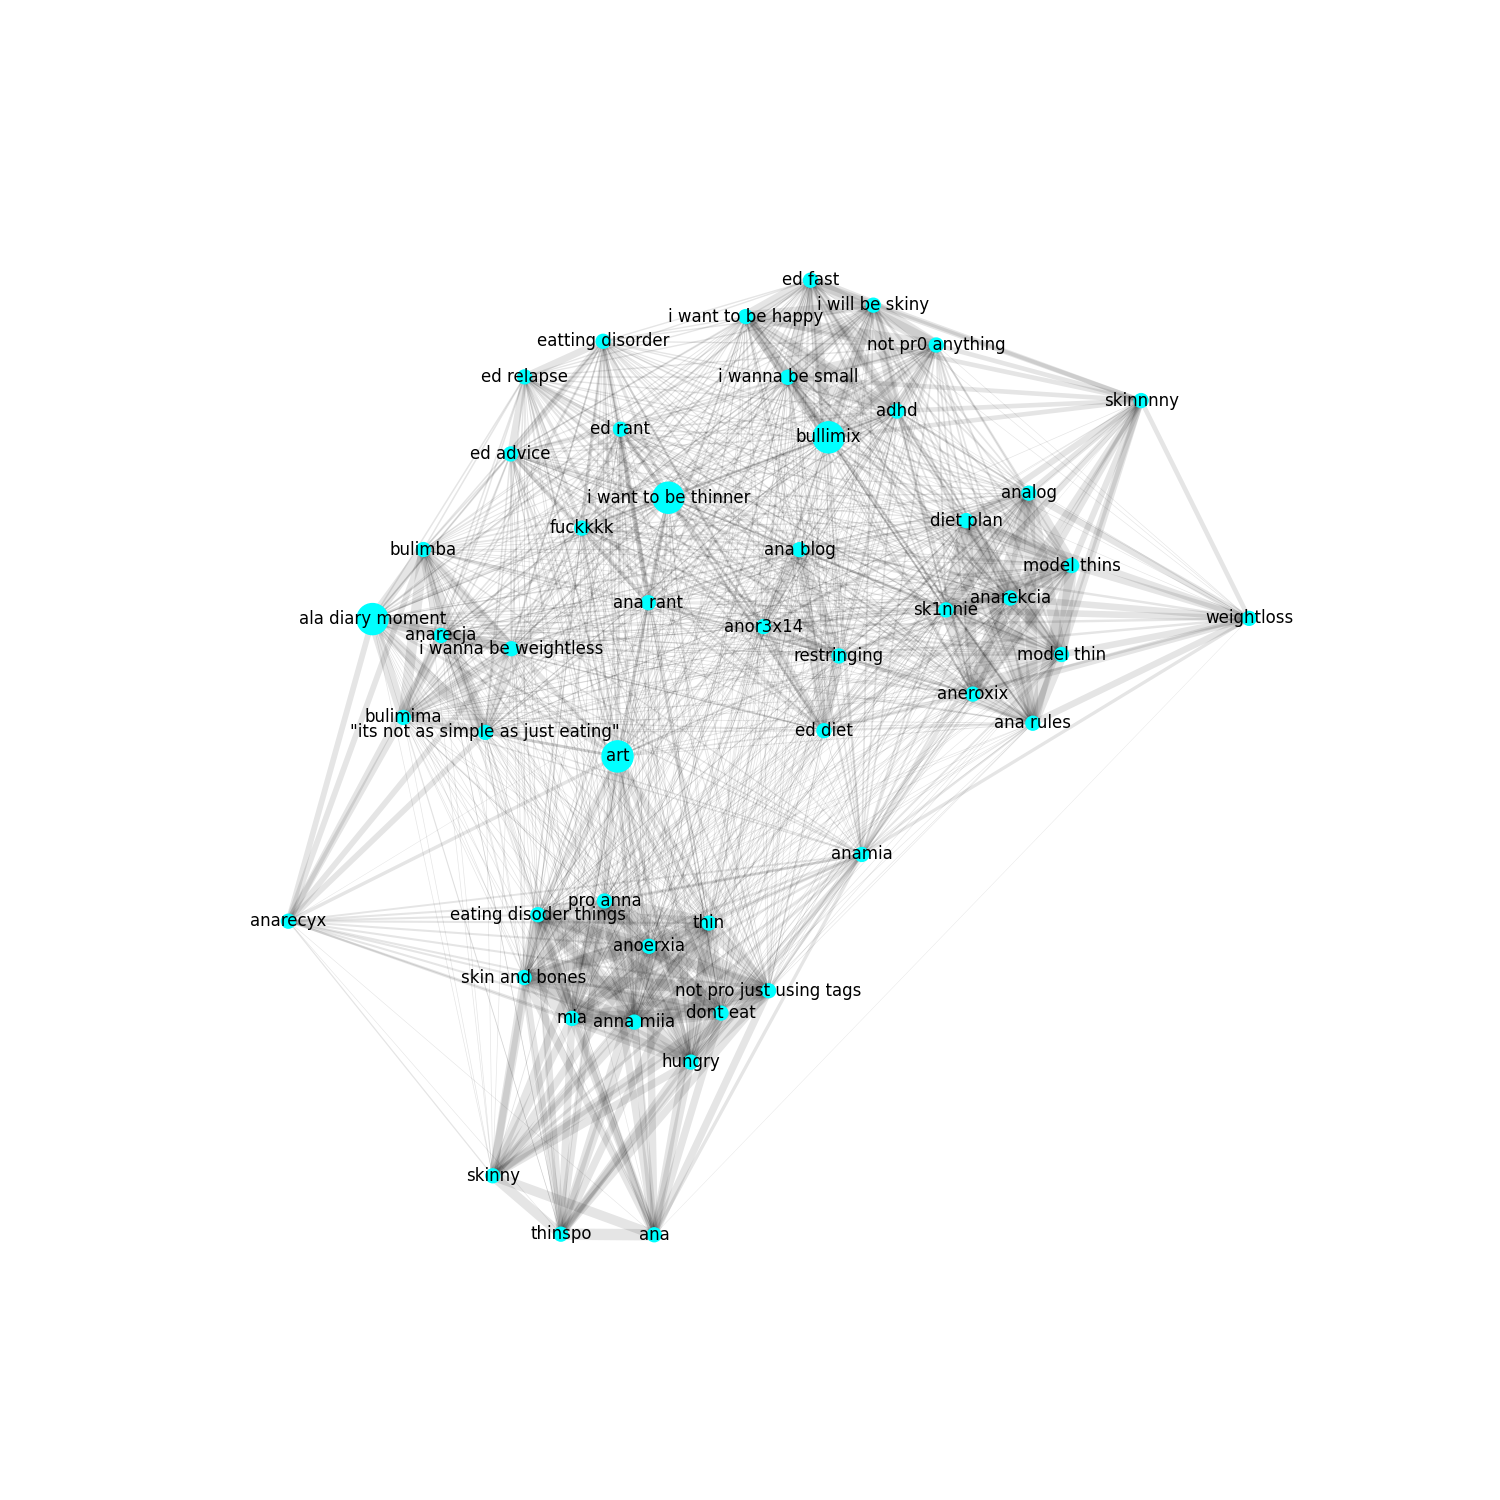 ed fast
i will be skiny
i want to be happy
eatting disorder
not pr0 anything
ed relapse
i wanna be small
skinnnny
adhd
ed rant
bullimix
ed advice
analog
i want to be thinner
diet plan
fuckkkk
bulimba
ana blog
model thins
anarekcia
ana rant
sk1nnie
ala diary moment
weightloss
anor3x14
anarecja
i wanna be weightless
restringing
model thin
aneroxix
bulimima
ana rules
"its not as simple as just eating"
ed diet
art
anamia
pro anna
eating disoder things
anarecyx
thin
anoerxia
skin and bones
not pro just using tags
dont eat
mia
anna miia
hungry
skinny
thinspo
ana